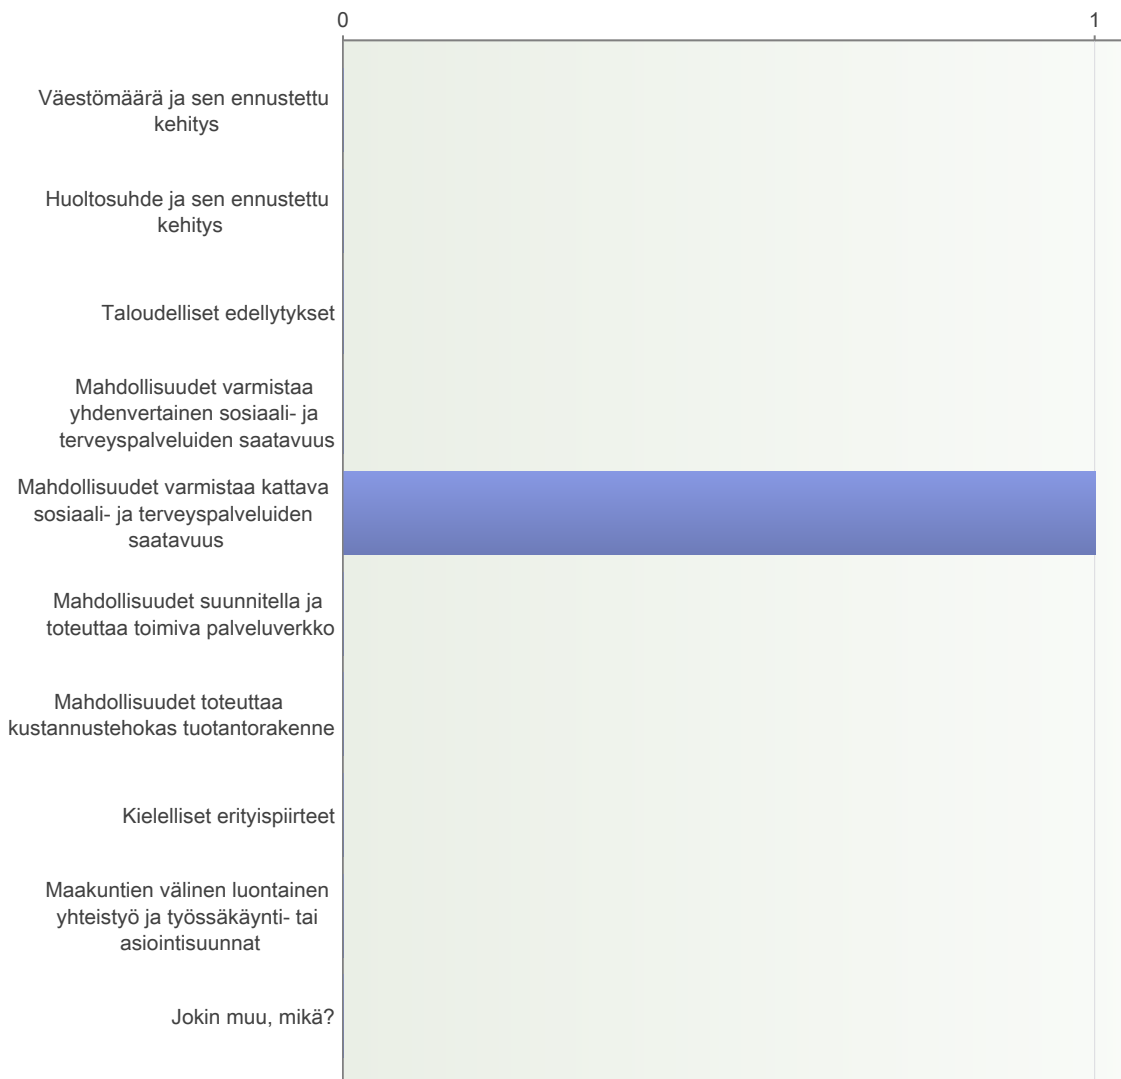 0 1
Väestömäärä ja sen ennustettu
kehitys
Huoltosuhde ja sen ennustettu
kehitys
Taloudelliset edellytykset
Mahdollisuudet varmistaa
yhdenvertainen sosiaali- ja
terveyspalveluiden saatavuus
Mahdollisuudet varmistaa kattava
sosiaali- ja terveyspalveluiden
saatavuus
Mahdollisuudet suunnitella ja
toteuttaa toimiva palveluverkko
Mahdollisuudet toteuttaa
kustannustehokas tuotantorakenne
Kielelliset erityispiirteet
Maakuntien välinen luontainen
yhteistyö ja työssäkäynti- tai
asiointisuunnat
Jokin muu, mikä?